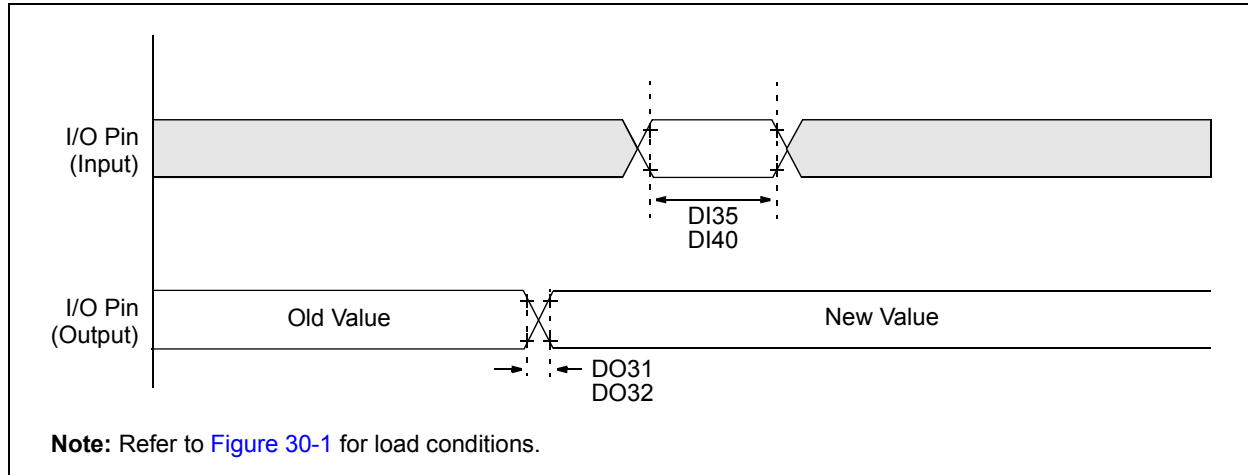 I/O Pin
(Input)
DI35
DI40
I/O Pin
(Output)
Old Value
New Value
DO31
DO32
Note: Refer to Figure 30-1 for load conditions.